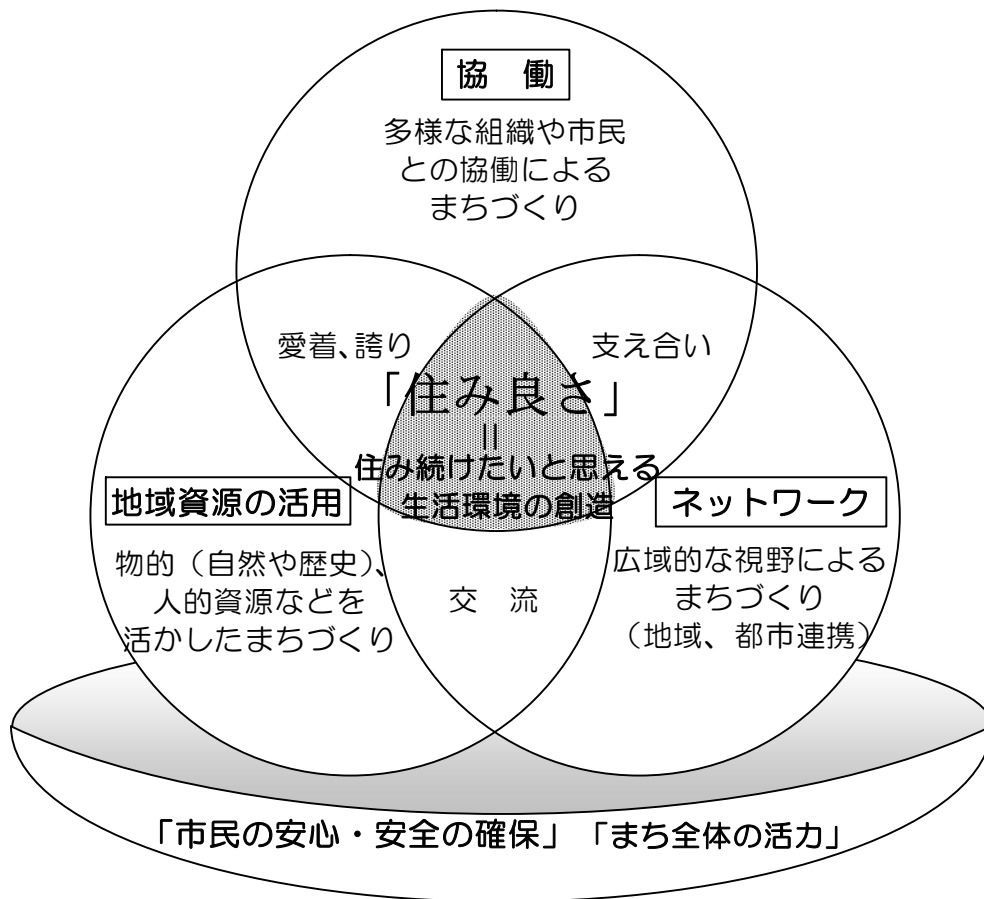 協　働
多様な組織や市民
との協働による
まちづくり
愛着、誇り
支え合い
「住み良さ」
＝
住み続けたいと思える
生活環境の創造
地域資源の活用
物的（自然や歴史）、
人的資源などを
活かしたまちづくり
交　流
ネットワーク
広域的な視野による
まちづくり
（地域、都市連携）
「市民の安心・安全の確保」「まち全体の活力」